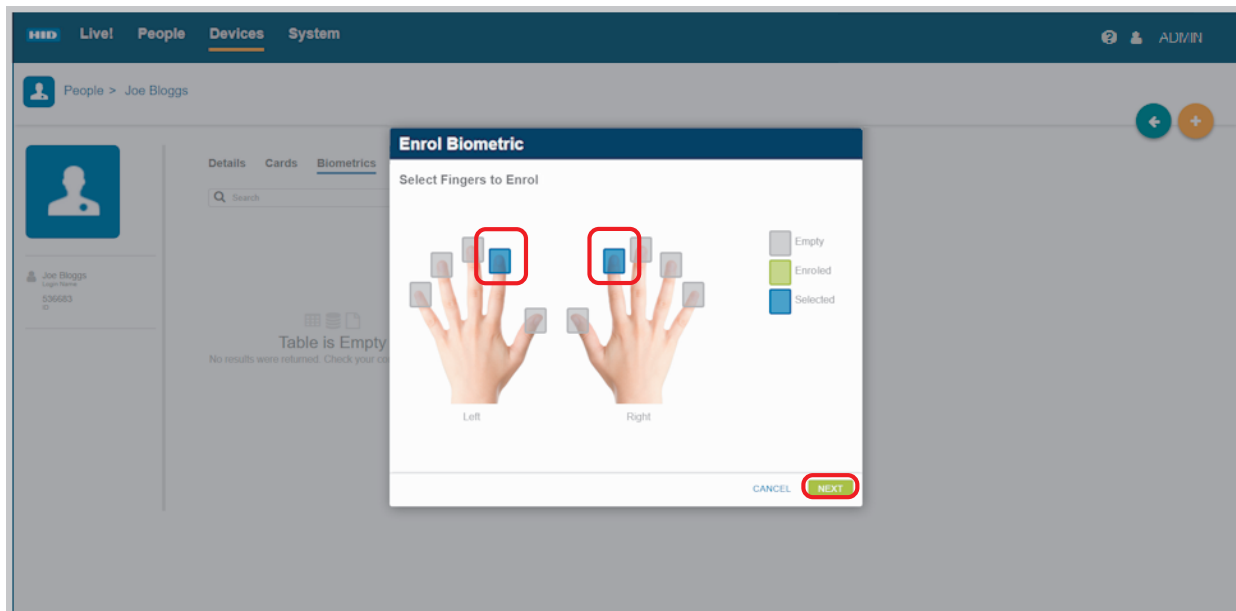 HID Live! People Devices System ADMIN
People > Joe Bloggs
Enrol Biometric
Details Cards Biometrics
Select Fingers to Enrol
Search
Empty
Enroled
Selected
Joe Bloggs
Login Name
536683
ID
Table is Empty
No results were returned. Check your
Left Right
CANCEL NEXT